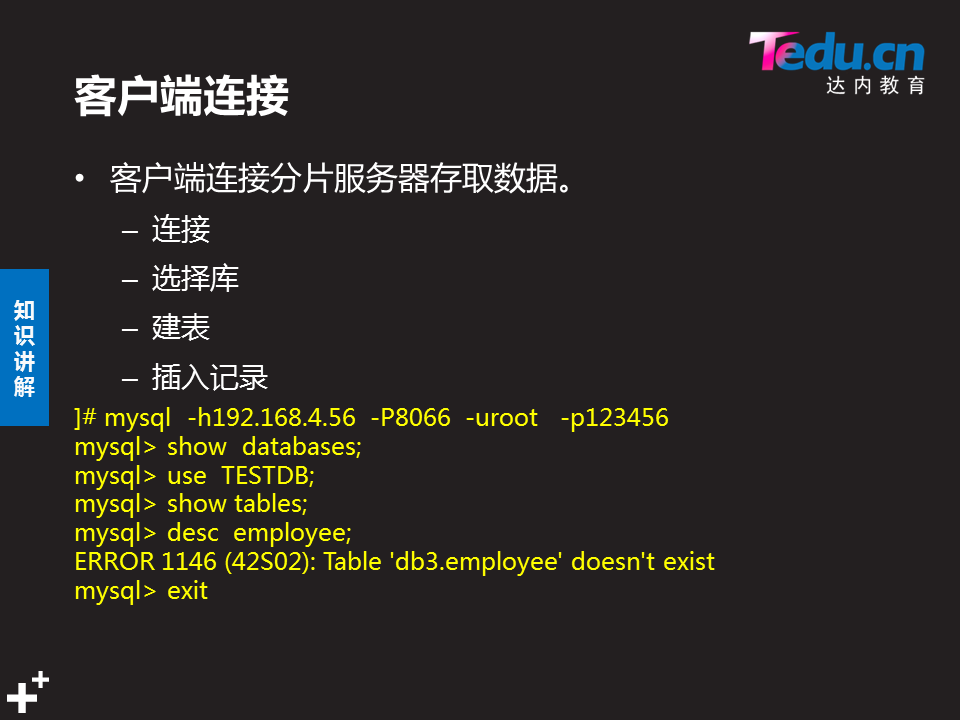 Tedu.cn
达内教育
客户端连接
• 客户端连接分片服务器存取数据。
– 连接
– 选择库
– 建表
– 插入记录
知识讲解
]# mysql -h192.168.4.56 -P8066 -uroot -p123456
mysql> show databases;
mysql> use TESTDB;
mysql> show tables;
mysql> desc employee;
ERROR 1146 (42S02): Table 'db3.employee' doesn't exist
mysql> exit